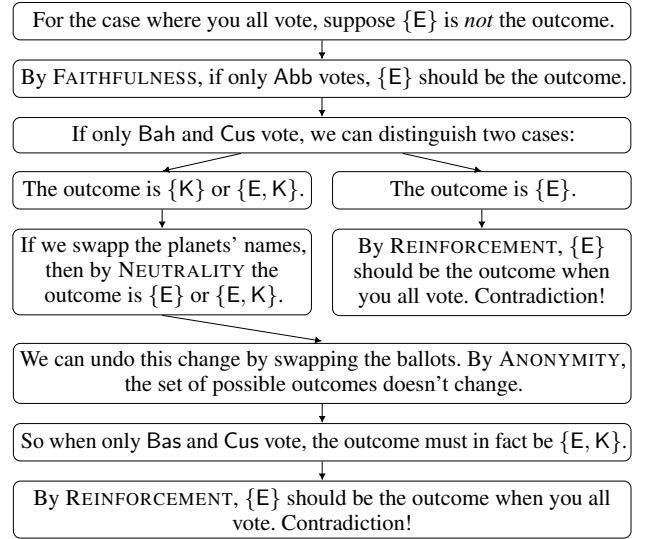 For the case where you all vote, suppose {E} is not the outcome.
By FAITHFULNESS, if only Abb votes, {E} should be the outcome.
If only Bah and Cus vote, we can distinguish two cases:
The outcome is {K} or {E, K}.
The outcome is {E}.
If we swapp the planets' names,
then by NEUTRALITY the
outcome is {E} or {E, K}.
By REINFORCEMENT, {E}
should be the outcome when
you all vote. Contradiction!
We can undo this change by swapping the ballots. By ANONYMITY,
the set of possible outcomes doesn't change.
So when only Bas and Cus vote, the outcome must in fact be {E, K}.
By REINFORCEMENT, {E} should be the outcome when you all
vote. Contradiction!